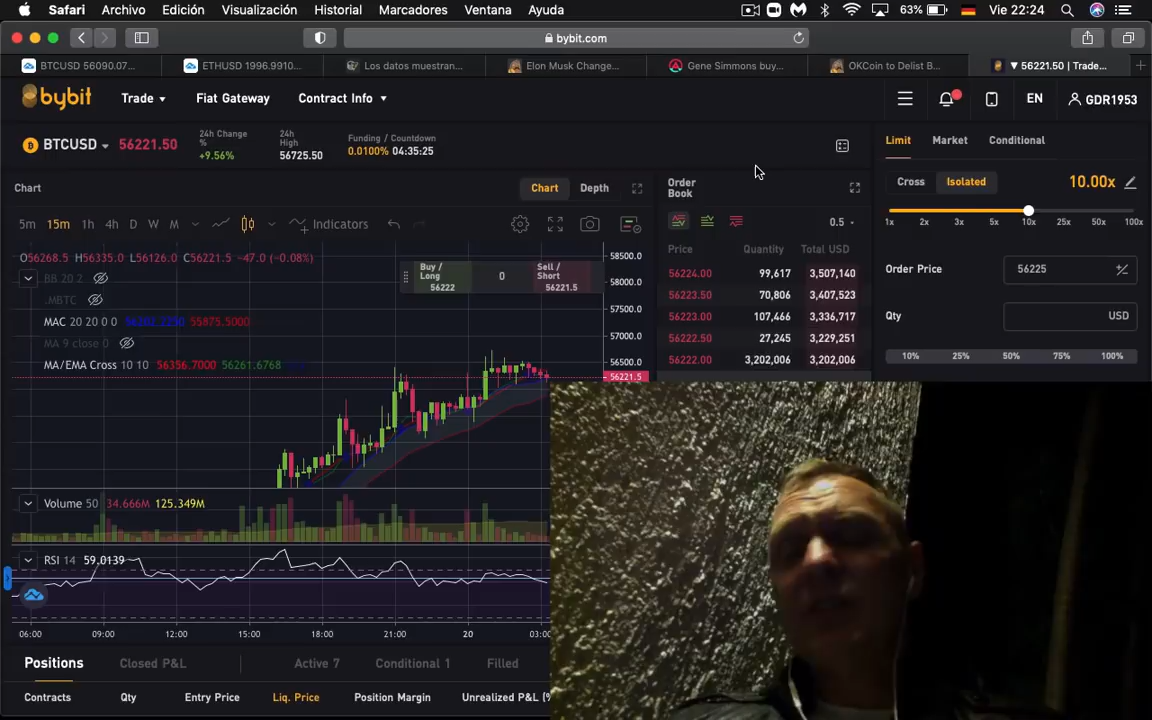 Safari Archivo Edición Visualización Historial Marcadores Ventana Ayuda 63% Vie 22:24
bybit.com
BTCUSD 56090.07... ETHUSD 1996.9910... Los datos muestran... Elon Musk Change... Gene Simmons buy... OKCoin to Delist B... ▼ 56221.50 | Trade...
bybit Trade Fiat Gateway Contract Info EN GDR1953
BTCUSD 56221.50
24h Change %
+9.56%
24h High
56725.50
Funding / Countdown
0.0100% 04:35:25
Limit Market Conditional
Cross Isolated 10.00x
1x 2x 3x 5x 10x 25x 50x 100x
Order Price 56225
Qty USD
10% 25% 50% 75% 100%
Chart Chart Depth
5m 15m 1h 4h D W M Indicators
O56268.5 H56335.0 L56126.0 C56221.5 −47.0 (−0.08%)
BB 20 2
.MBTC
MAC 20 20 0 0 55875.5000
MA 9 close 0
MA/EMA Cross 10 10 56356.7000 56261.6768
Buy / Long
56222
0
Sell / Short
56221.5
58500.0
58000.0
57500.0
57000.0
56500.0
56221.5
Volume 50 34.666M 125.349M
RSI 14 59.0139
06:00 09:00 12:00 15:00 18:00 21:00 20 03:00
Order Book
0.5
Price Quantity Total USD
56224.00 99,617 3,507,140
56223.50 70,806 3,407,523
56223.00 107,466 3,336,717
56222.50 27,245 3,229,251
56222.00 3,202,006 3,202,006
Positions Closed P&L Active 7 Conditional 1 Filled
Contracts Qty Entry Price Liq. Price Position Margin Unrealized P&L (%